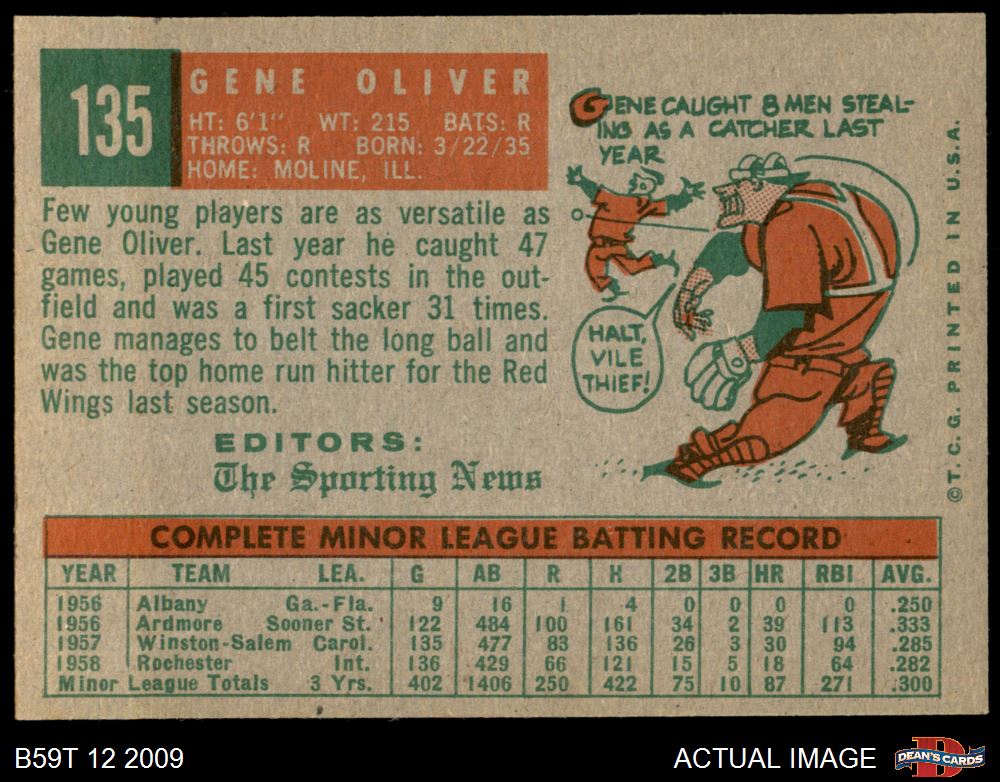 135
GENE OLIVER
HT: 6'1" WT: 215 BATS: R
THROWS: R BORN: 3/22/35
HOME: MOLINE, ILL.
Few young players are as versatile as
Gene Oliver. Last year he caught 47
games, played 45 contests in the out-
field and was a first sacker 31 times.
Gene manages to belt the long ball and
was the top home run hitter for the Red
Wings last season.
EDITORS:
The Sporting News
GENE CAUGHT 8 MEN STEAL-
ING AS A CATCHER LAST
YEAR
HALT,
VILE
THIEF!
© T. C. G. PRINTED IN U.S.A.
COMPLETE MINOR LEAGUE BATTING RECORD
YEAR TEAM LEA. G AB R H 2B 3B HR RBI AVG.
1956 Albany Ga.-Fla. 9 16 1 4 0 0 0 0 .250
1956 Ardmore Sooner St. 122 484 100 161 34 2 39 113 .333
1957 Winston-Salem Carol. 135 477 83 136 26 3 30 94 .285
1958 Rochester Int. 136 429 66 121 15 5 18 64 .282
Minor League Totals 3 Yrs. 402 1406 250 422 75 10 87 271 .300
B59T 12 2009
ACTUAL IMAGE
D
DEAN'S CARDS